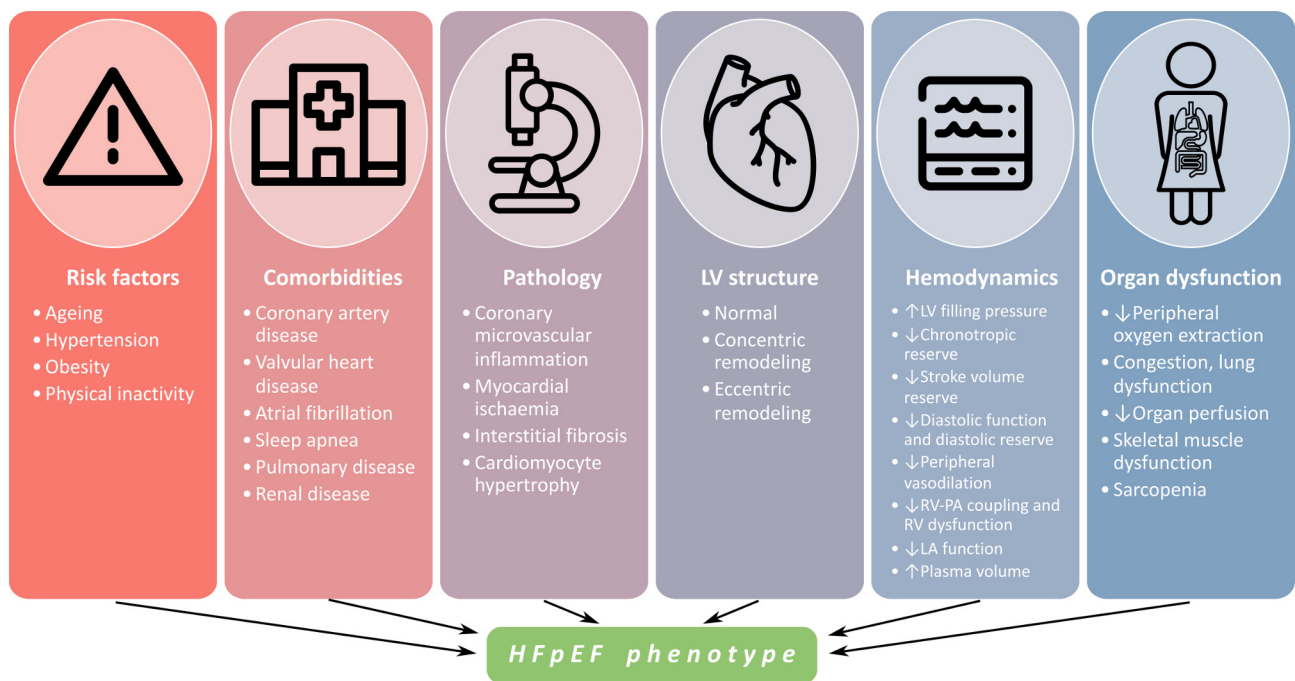 Risk factors
• Ageing
• Hypertension
• Obesity
• Physical inactivity
Comorbidities
• Coronary artery
disease
• Valvular heart
disease
• Atrial fibrillation
• Sleep apnea
• Pulmonary disease
• Renal disease
Pathology
• Coronary
microvascular
inflammation
• Myocardial
ischaemia
• Interstitial fibrosis
• Cardiomyocyte
hypertrophy
LV structure
• Normal
• Concentric
remodeling
• Eccentric
remodeling
Hemodynamics
• ↑LV filling pressure
• ↓Chronotropic
reserve
• ↓Stroke volume
reserve
• ↓Diastolic function
and diastolic reserve
• ↓Peripheral
vasodilation
• ↓RV-PA coupling and
RV dysfunction
• ↓LA function
• ↑Plasma volume
Organ dysfunction
• ↓Peripheral
oxygen extraction
• Congestion, lung
dysfunction
• ↓Organ perfusion
• Skeletal muscle
dysfunction
• Sarcopenia
HFpEF phenotype